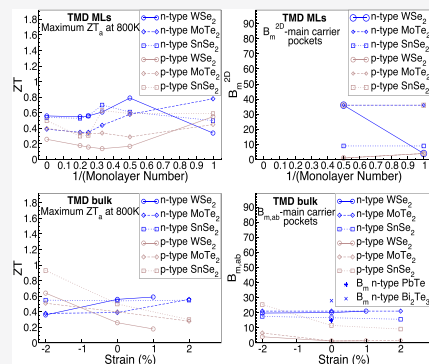 TMD MLs
Maximum ZTₐ at 800K
n-type WSe₂
n-type MoTe₂
n-type SnSe₂
p-type WSe₂
p-type MoTe₂
p-type SnSe₂
ZT
1.8
1.6
1.4
1.2
1
0.8
0.6
0.4
0.2
0
0 0.1 0.2 0.3 0.4 0.5 0.6 0.7 0.8 0.9 1
1/(Monolayer Number)
TMD MLs
Bₘ²ᴰ-main carrier
pockets
n-type WSe₂
n-type MoTe₂
n-type SnSe₂
p-type WSe₂
p-type MoTe₂
p-type SnSe₂
Bₘ²ᴰ
90
80
70
60
50
40
30
20
10
0
0 0.1 0.2 0.3 0.4 0.5 0.6 0.7 0.8 0.9 1
1/(Monolayer Number)
TMD bulk
Maximum ZTₐ at 800K
n-type WSe₂
n-type MoTe₂
n-type SnSe₂
p-type WSe₂
p-type MoTe₂
p-type SnSe₂
ZT
1.8
1.6
1.4
1.2
1
0.8
0.6
0.4
0.2
0
-2 -1 0 1 2
Strain (%)
TMD bulk
Bₘ,ₐb-main carrier
pockets
n-type WSe₂
n-type MoTe₂
n-type SnSe₂
p-type WSe₂
p-type MoTe₂
p-type SnSe₂
Bₘ n-type PbTe
Bₘ n-type Bi₂Te₃
Bₘ,ₐb
90
80
70
60
50
40
30
20
10
0
-2 -1 0 1 2
Strain (%)